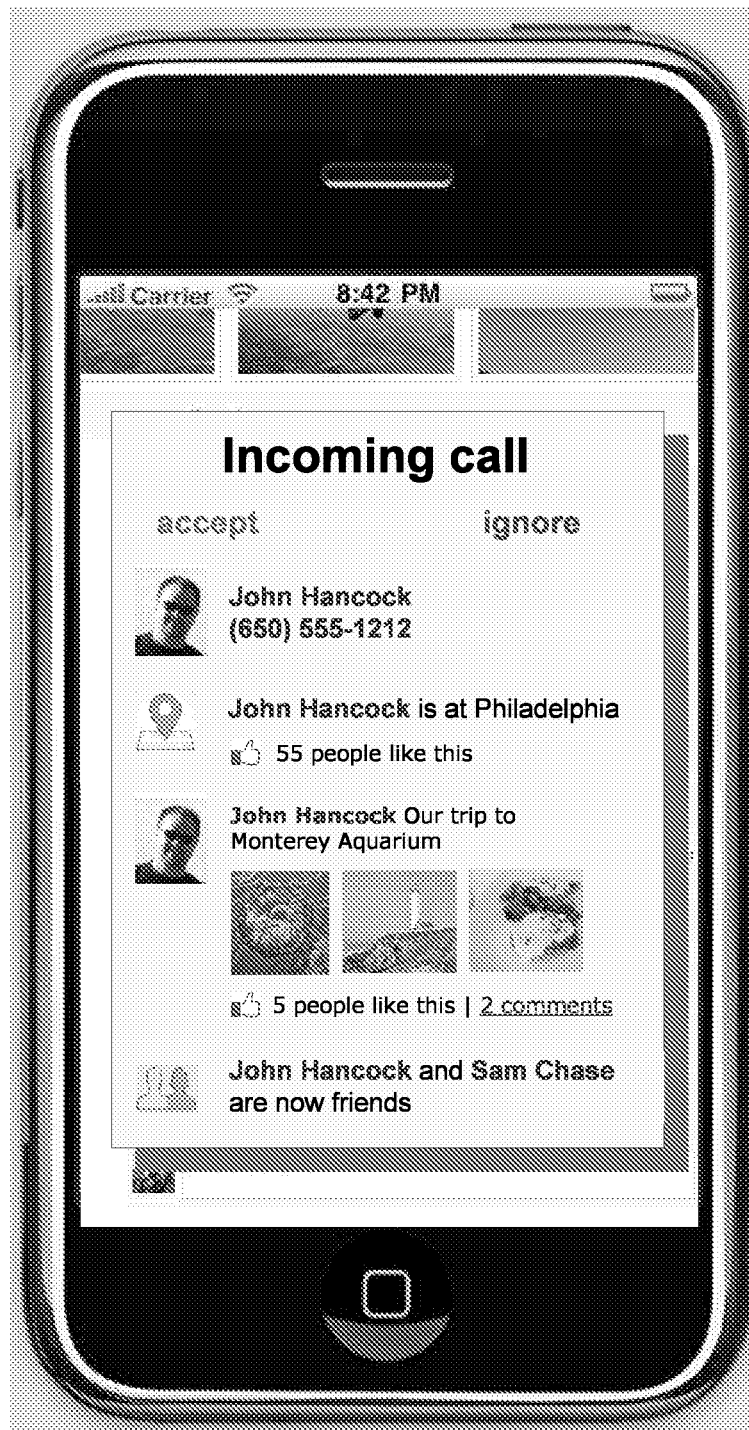 Carrier 8:42 PM
Incoming call
accept ignore
John Hancock
(650) 555-1212
John Hancock is at Philadelphia
55 people like this
John Hancock Our trip to
Monterey Aquarium
5 people like this | 2 comments
John Hancock and Sam Chase
are now friends